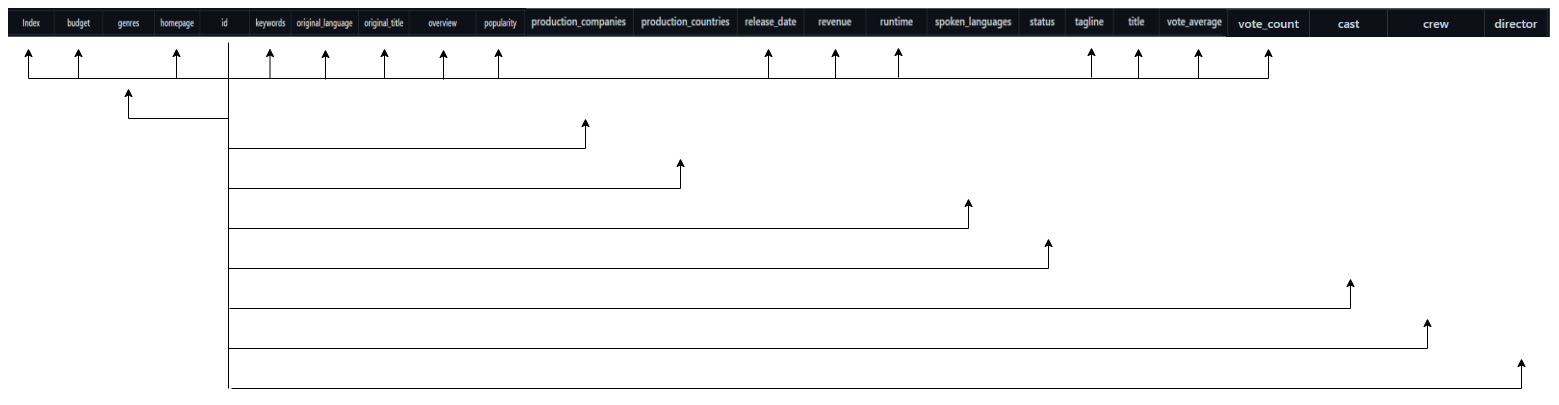 Index budget genres homepage id keywords original_language original_title overview popularity production_companies production_countries release_date revenue runtime spoken_languages status tagline title vote_average vote_count cast crew director